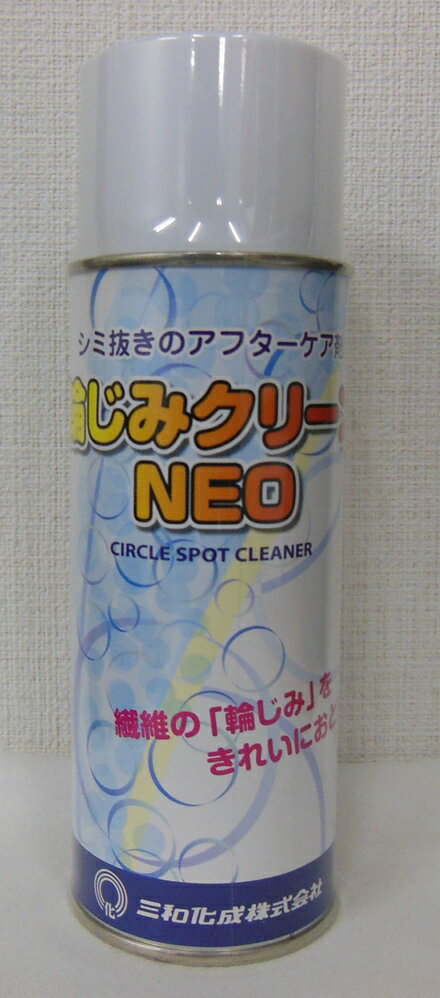 シミ抜きのアフターケア剤
輪じみクリーン
NEO
CIRCLE SPOT CLEANER
繊維の「輪じみ」を
きれいにおと
化
三和化成株式会社